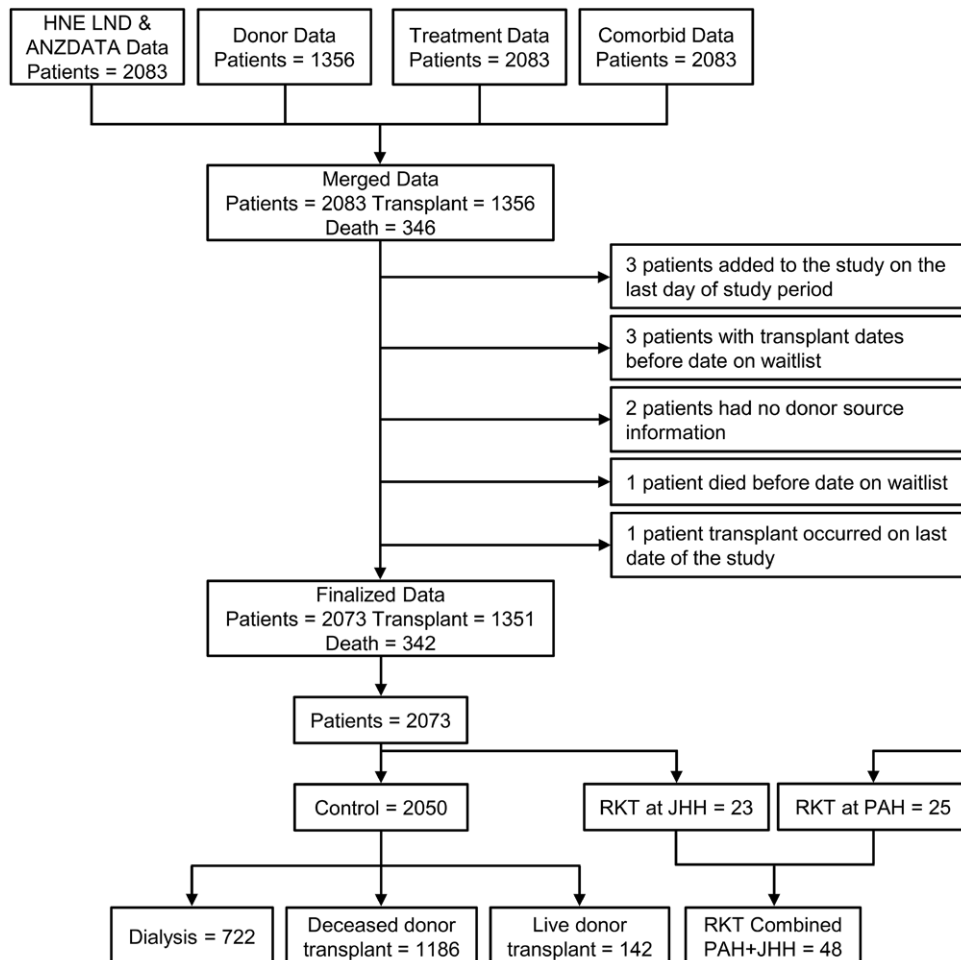 HNE LND &
ANZDATA Data
Patients = 2083
Donor Data
Patients = 1356
Treatment Data
Patients = 2083
Comorbid Data
Patients = 2083
Merged Data
Patients = 2083 Transplant = 1356
Death = 346
3 patients added to the study on the
last day of study period
3 patients with transplant dates
before date on waitlist
2 patients had no donor source
information
1 patient died before date on waitlist
1 patient transplant occurred on last
date of the study
Finalized Data
Patients = 2073 Transplant = 1351
Death = 342
Patients = 2073
Control = 2050
RKT at JHH = 23
RKT at PAH = 25
Dialysis = 722
Deceased donor
transplant = 1186
Live donor
transplant = 142
RKT Combined
PAH+JHH = 48